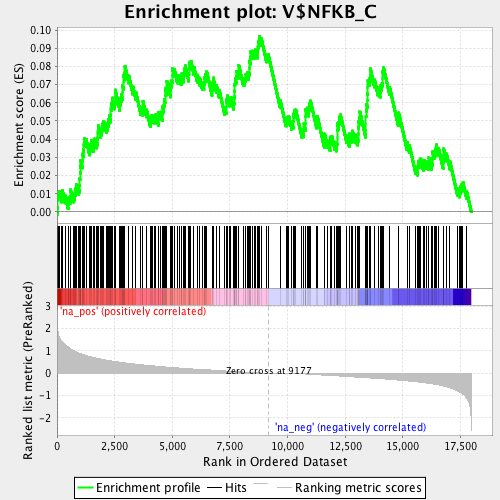 Enrichment plot: V$NFKB_C
Enrichment score (ES)
0.10
0.09
0.08
0.07
0.06
0.05
0.04
0.03
0.02
0.01
0.00
'na_pos' (positively correlated)
Ranked list metric (PreRanked)
3
2
1
0
-1
-2
Zero cross at 9177
'na_neg' (negatively correlated)
0
2,500
5,000
7,500
10,000
12,500
15,000
17,500
Rank in Ordered Dataset
Enrichment profile
Hits
Ranking metric scores